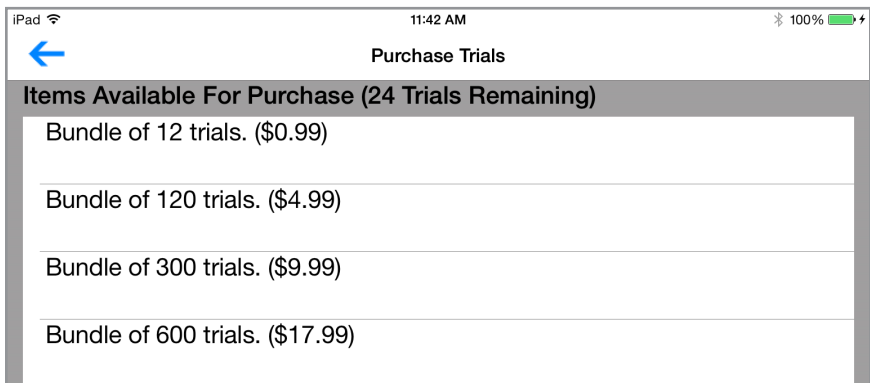 iPad 11:42 AM 100%
Purchase Trials
Items Available For Purchase (24 Trials Remaining)
Bundle of 12 trials. ($0.99)
Bundle of 120 trials. ($4.99)
Bundle of 300 trials. ($9.99)
Bundle of 600 trials. ($17.99)